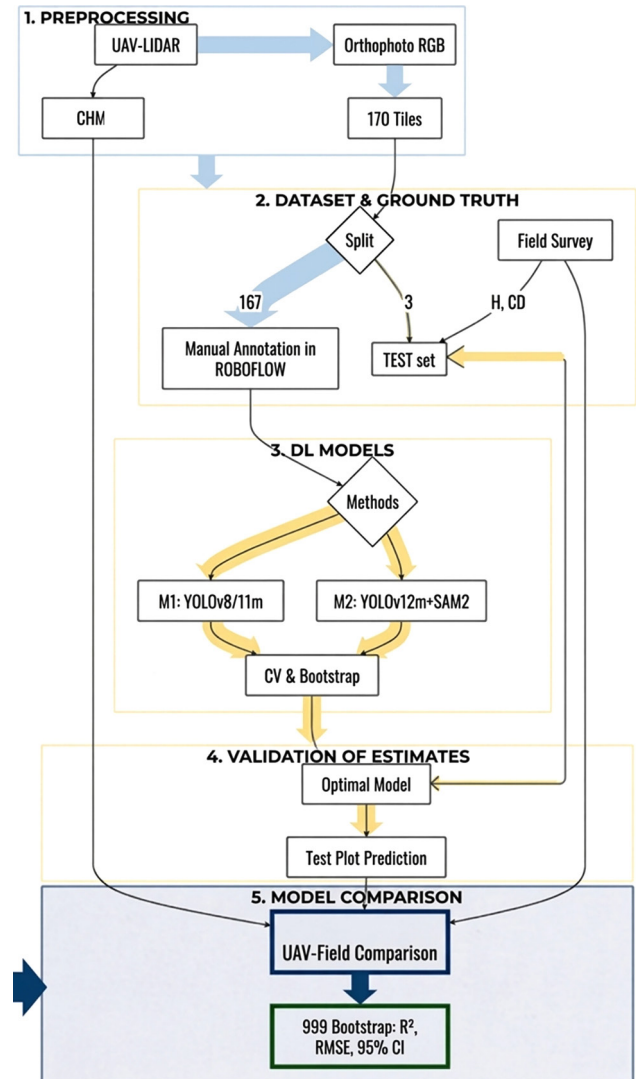 1. PREPROCESSING
UAV-LIDAR
Orthophoto RGB
CHM
170 Tiles
2. DATASET & GROUND TRUTH
Split
Field Survey
167
3
H, CD
Manual Annotation in
ROBOFLOW
TEST set
3. DL MODELS
Methods
M1: YOLOv8/11m
M2: YOLOv12m+SAM2
CV & Bootstrap
4. VALIDATION OF ESTIMATES
Optimal Model
Test Plot Prediction
5. MODEL COMPARISON
UAV-Field Comparison
999 Bootstrap: R²,
RMSE, 95% CI